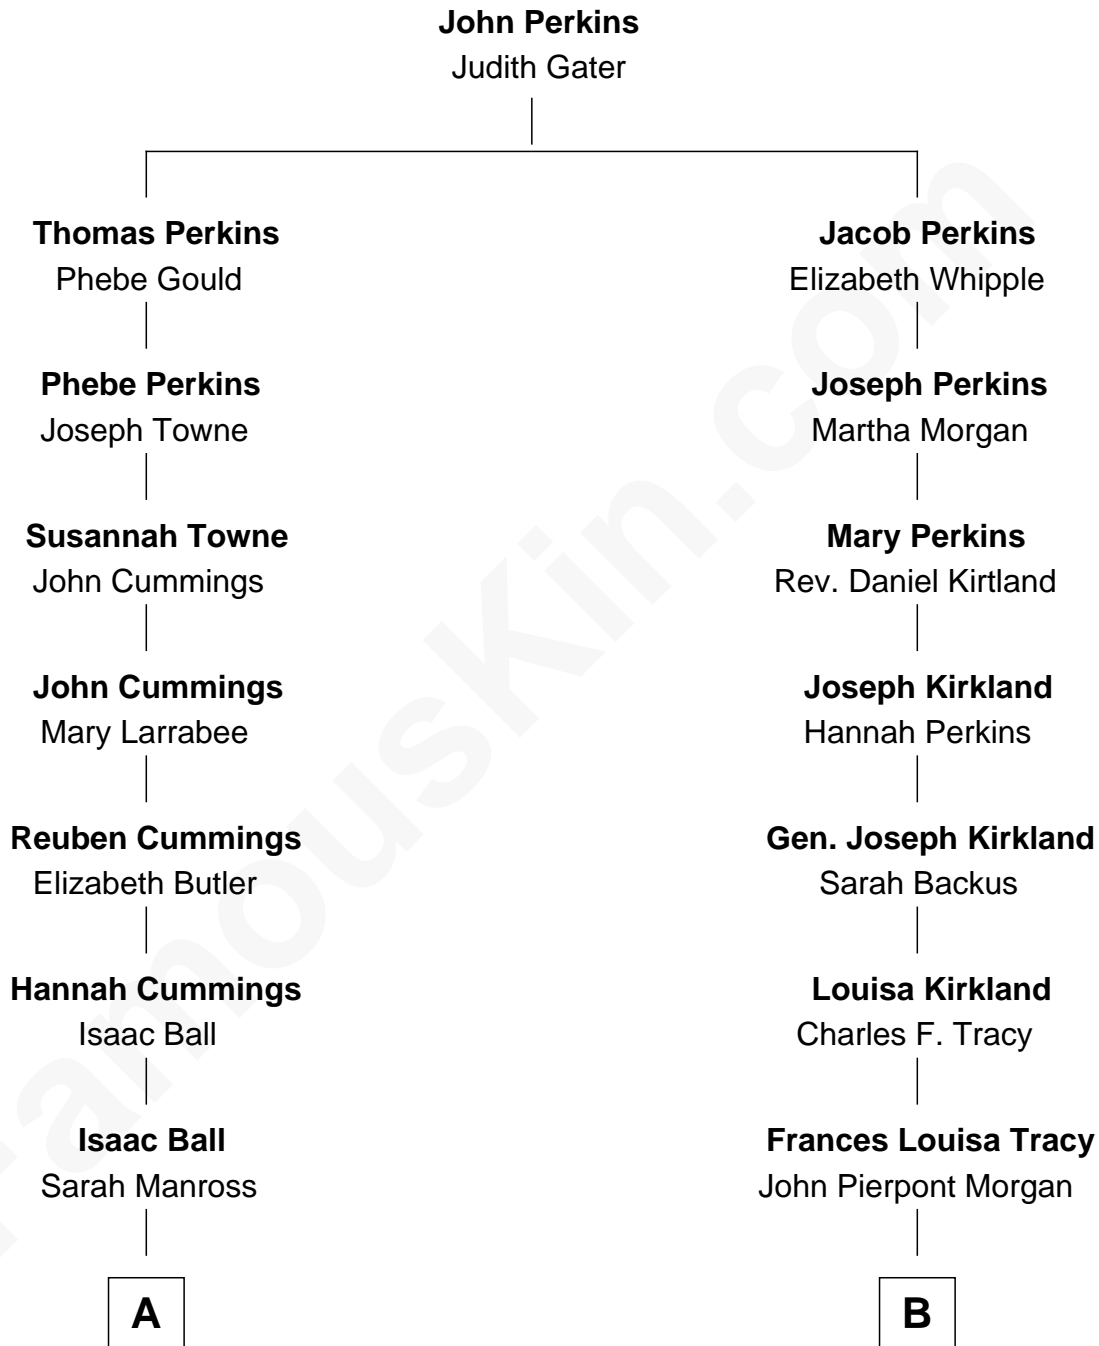 John Perkins
Judith Gater
Thomas Perkins
Phebe Gould
Jacob Perkins
Elizabeth Whipple
Phebe Perkins
Joseph Towne
Joseph Perkins
Martha Morgan
Susannah Towne
John Cummings
Mary Perkins
Rev. Daniel Kirtland
John Cummings
Mary Larrabee
Joseph Kirkland
Hannah Perkins
Reuben Cummings
Elizabeth Butler
Gen. Joseph Kirkland
Sarah Backus
Hannah Cummings
Isaac Ball
Louisa Kirkland
Charles F. Tracy
Isaac Ball
Sarah Manross
Frances Louisa Tracy
John Pierpont Morgan
A
B
FamousKin.com